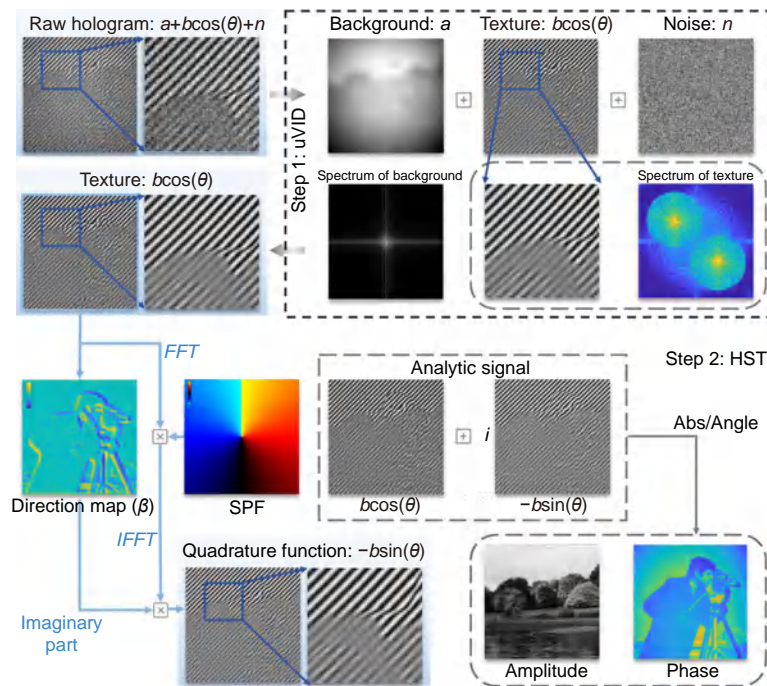 Raw hologram: a+bcos(θ)+n
Background: a
Texture: bcos(θ)
Noise: n
Step 1: uVID
Texture: bcos(θ)
Spectrum of background
Spectrum of texture
FFT
Step 2: HST
Analytic signal
Abs/Angle
i
bcos(θ)
−bsin(θ)
Direction map (β)
SPF
IFFT
Quadrature function: −bsin(θ)
Imaginary
part
Amplitude
Phase